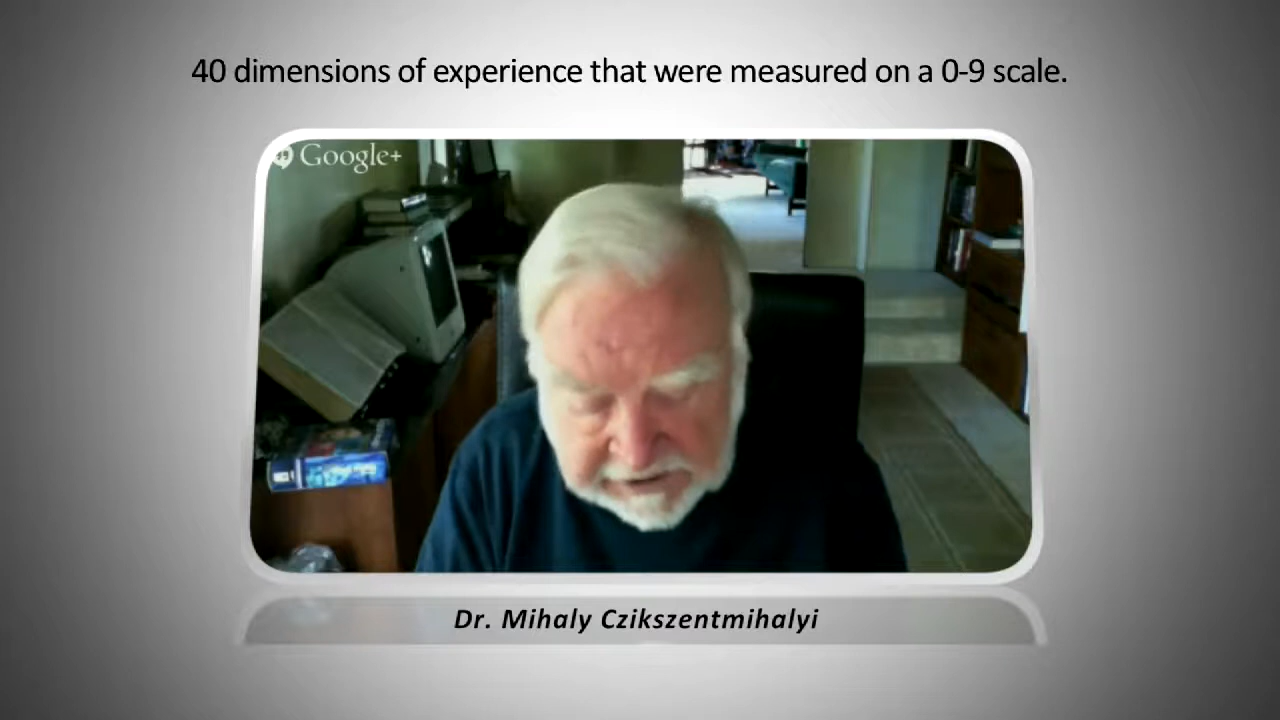 40 dimensions of experience that were measured on a 0-9 scale.
Google+
Dr. Mihaly Czikszentmihalyi